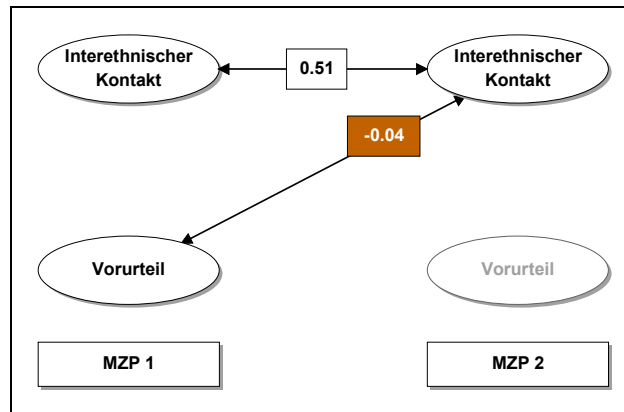 Interethnischer
Kontakt
0.51
Interethnischer
Kontakt
-0.04
Vorurteil
Vorurteil
MZP 1
MZP 2